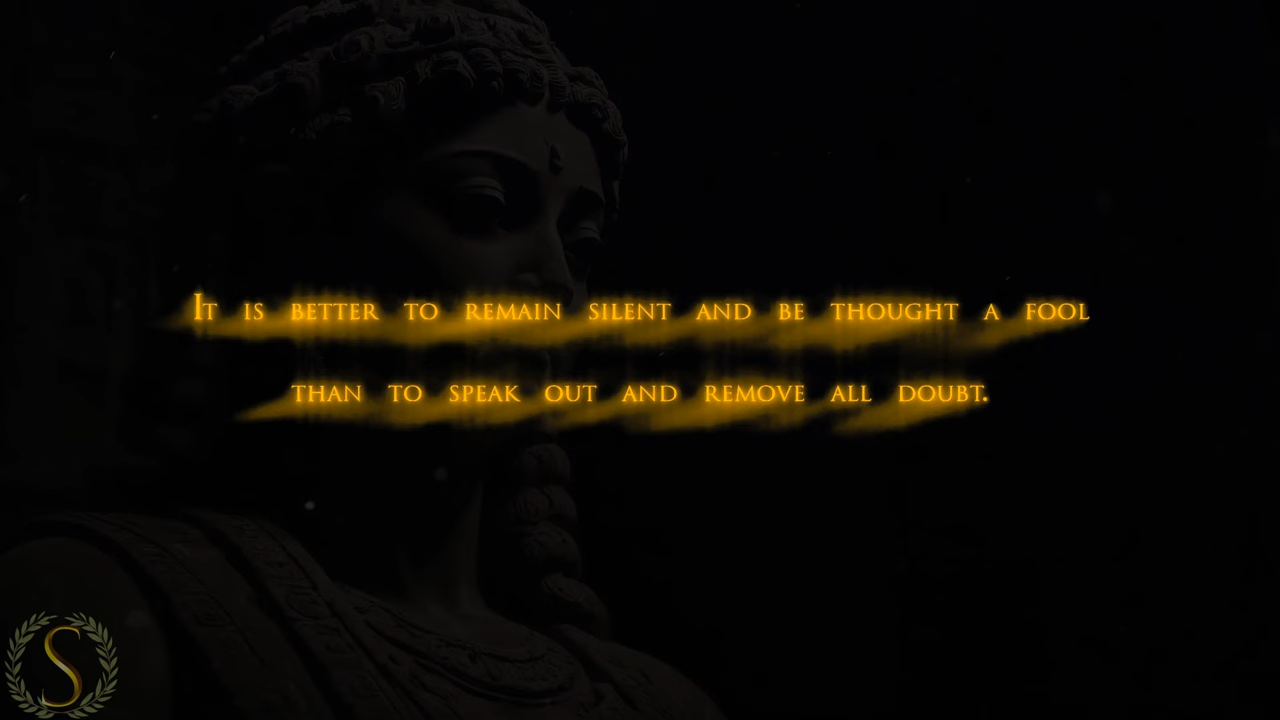 It is better to remain silent and be thought a fool
than to speak out and remove all doubt.
S